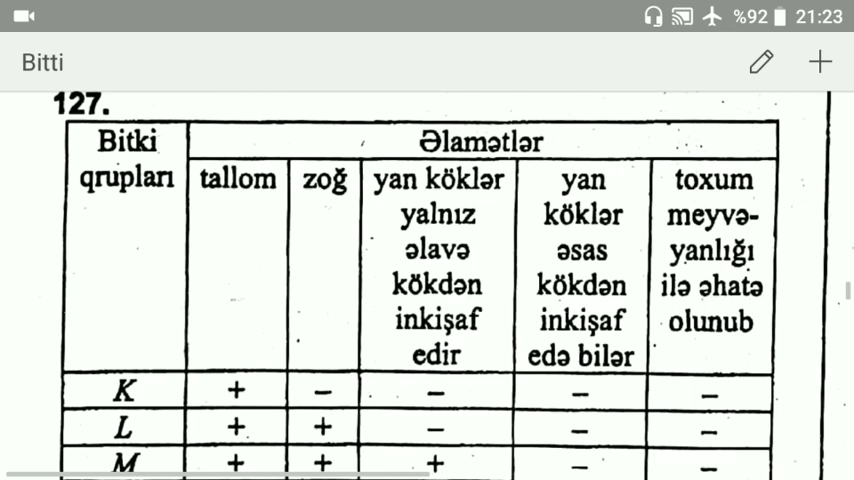 %92 21:23
Bitti
127.
Bitki qrupları
Əlamətlər
tallom
zoğ
yan köklər
yalnız
əlavə
kökdən
inkişaf
edir
yan
köklər
əsas
kökdən
inkişaf
edə bilər
toxum
meyvə-
yanlığı
ilə əhatə
olunub
K + – – – –
L + + – – –
M + + + – –